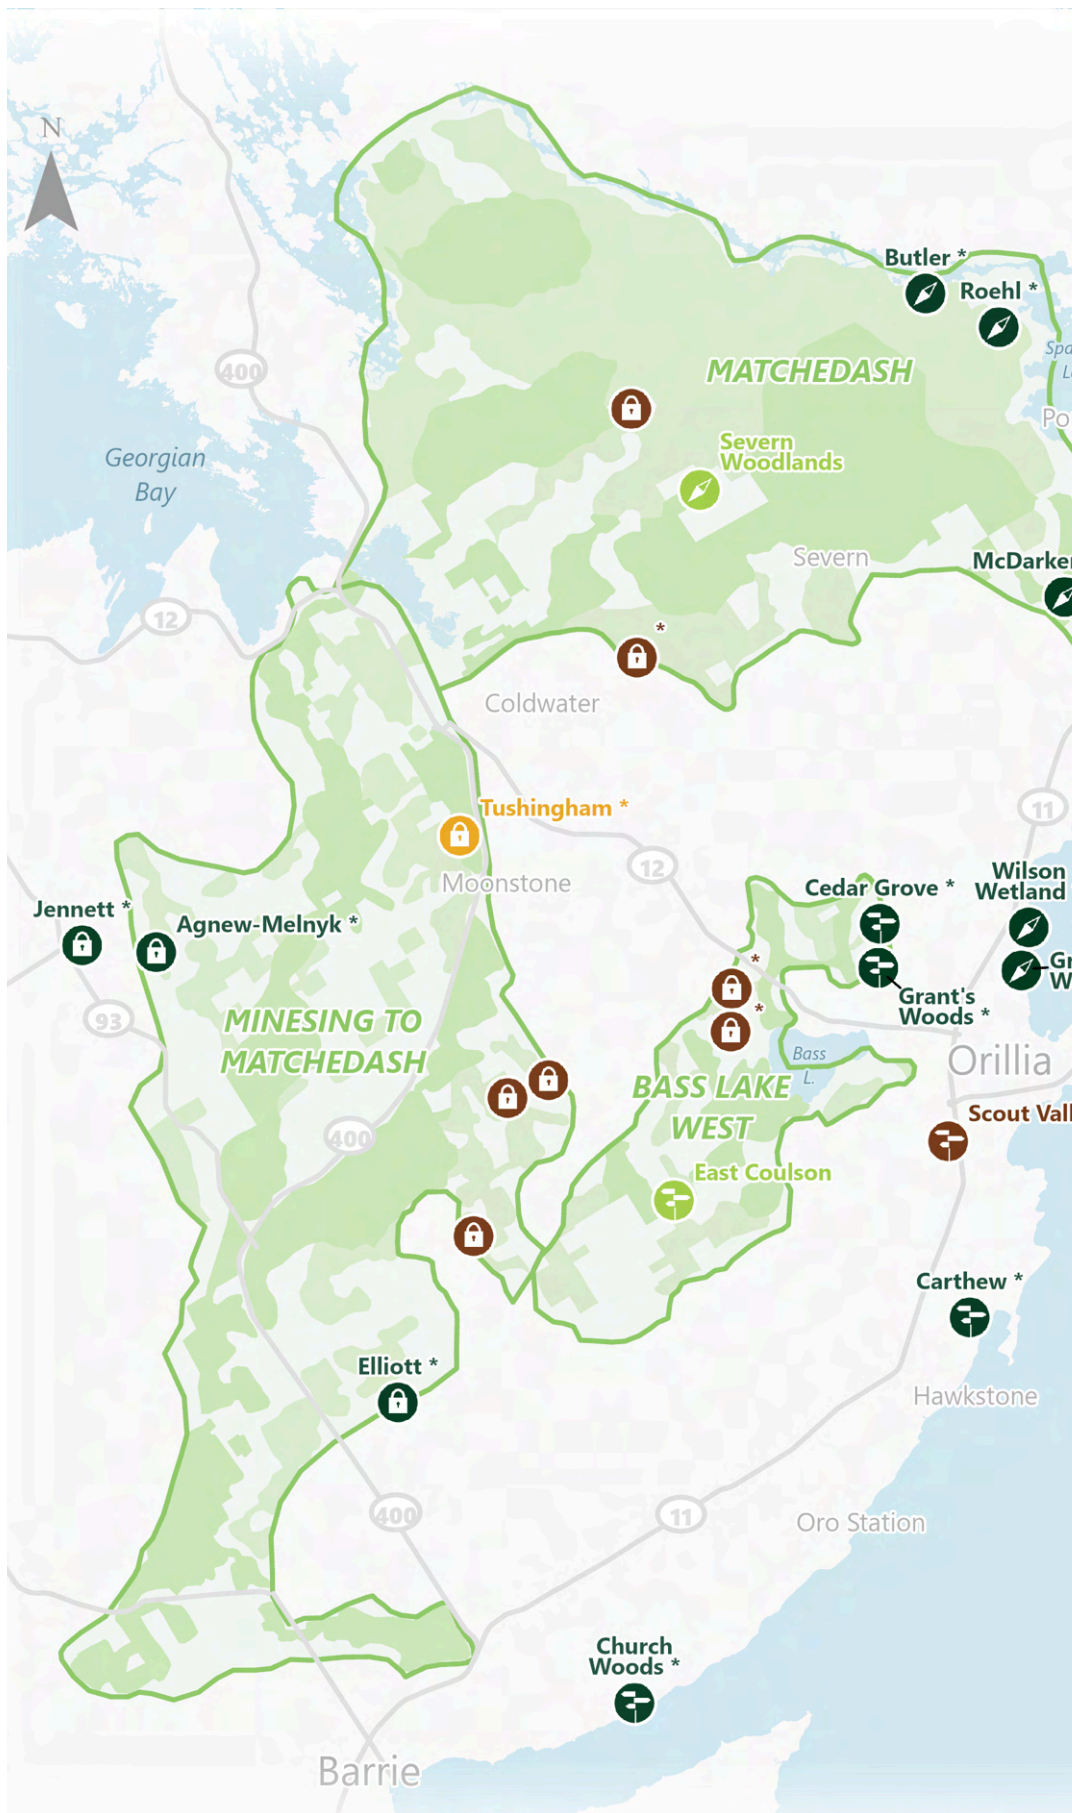 N
Butler *
Roehl *
400
MATCHEDASH
Severn
Woodlands
Georgian
Bay
Severn
McDarker
12
*
Coldwater
11
Tushingham *
12
Moonstone
Wilson
Wetland
Cedar Grove *
Jennett *
Agnew-Melnyk *
*
Grant's
Woods *
*
93
MINESING TO
MATCHEDASH
Bass
L.
Orillia
BASS LAKE
WEST
400
Scout Vall
East Coulson
Carthew *
Elliott *
Hawkstone
400
11
Oro Station
Church
Woods *
Barrie